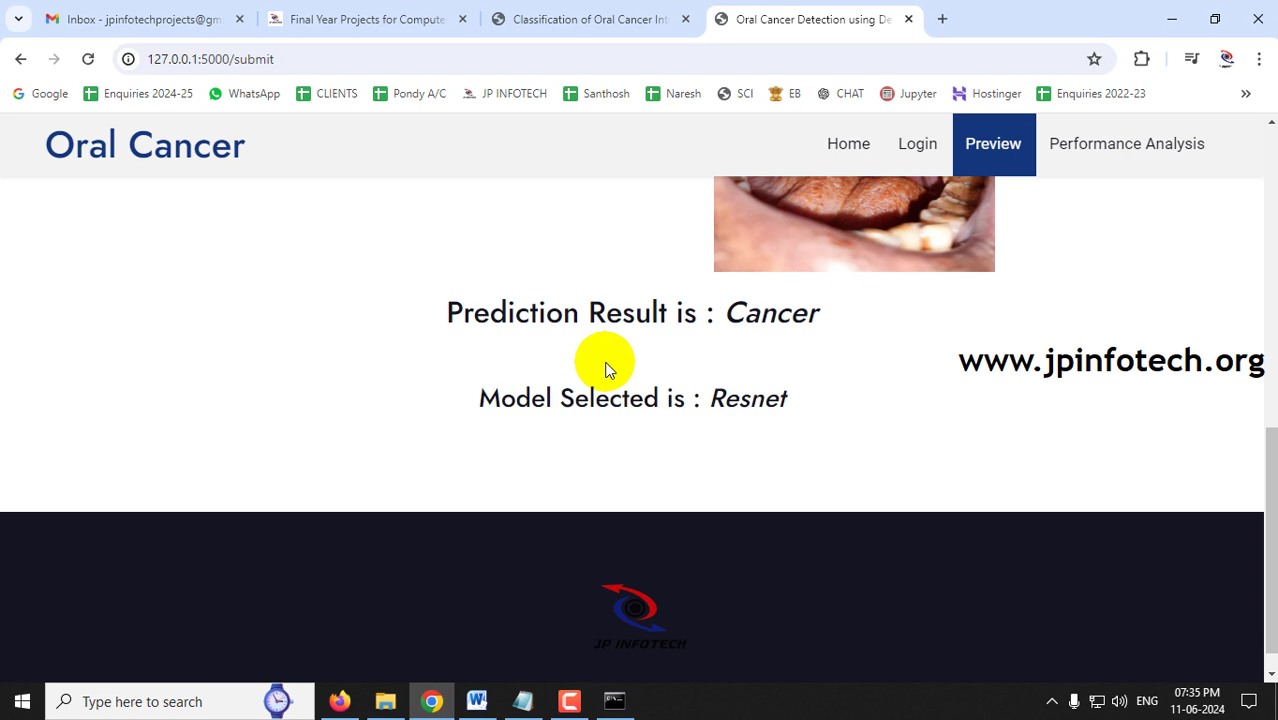 Inbox - jpinfotechprojects@gm
Final Year Projects for Compute
Classification of Oral Cancer Int
Oral Cancer Detection using De
127.0.0.1:5000/submit
Google
Enquiries 2024-25
WhatsApp
CLIENTS
Pondy A/C
JP INFOTECH
Santhosh
Naresh
SCI
EB
CHAT
Jupyter
Hostinger
Enquiries 2022-23
Oral Cancer
Home
Login
Preview
Performance Analysis
Prediction Result is : Cancer
www.jpinfotech.org
Model Selected is : Resnet
JP INFOTECH
Type here to search
ENG
07:35 PM
11-06-2024